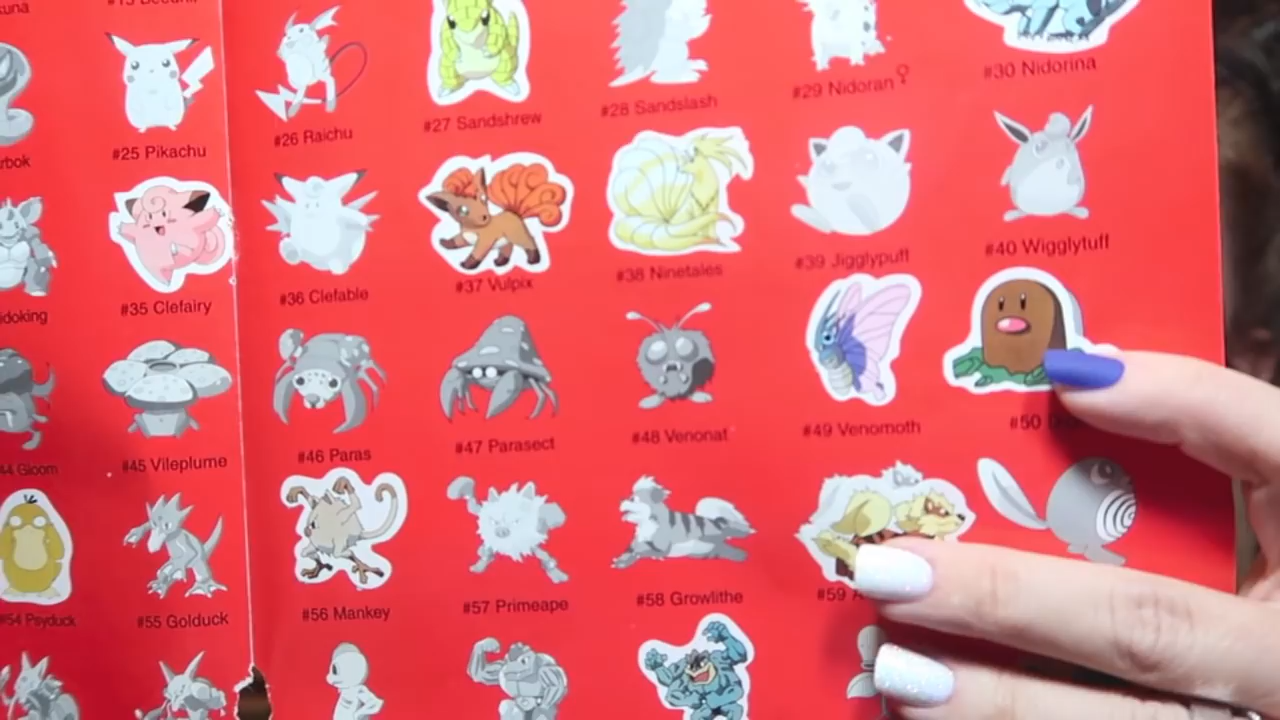 #25 Pikachu
#26 Raichu
#27 Sandshrew
#28 Sandslash
#29 Nidoran♀
#30 Nidorina
#35 Clefairy
#36 Clefable
#37 Vulpix
#38 Ninetales
#39 Jigglypuff
#40 Wigglytuff
#45 Vileplume
#46 Paras
#47 Parasect
#48 Venonat
#49 Venomoth
#50
44 Gloom
#54 Psyduck
#55 Golduck
#56 Mankey
#57 Primeape
#58 Growlithe
#59